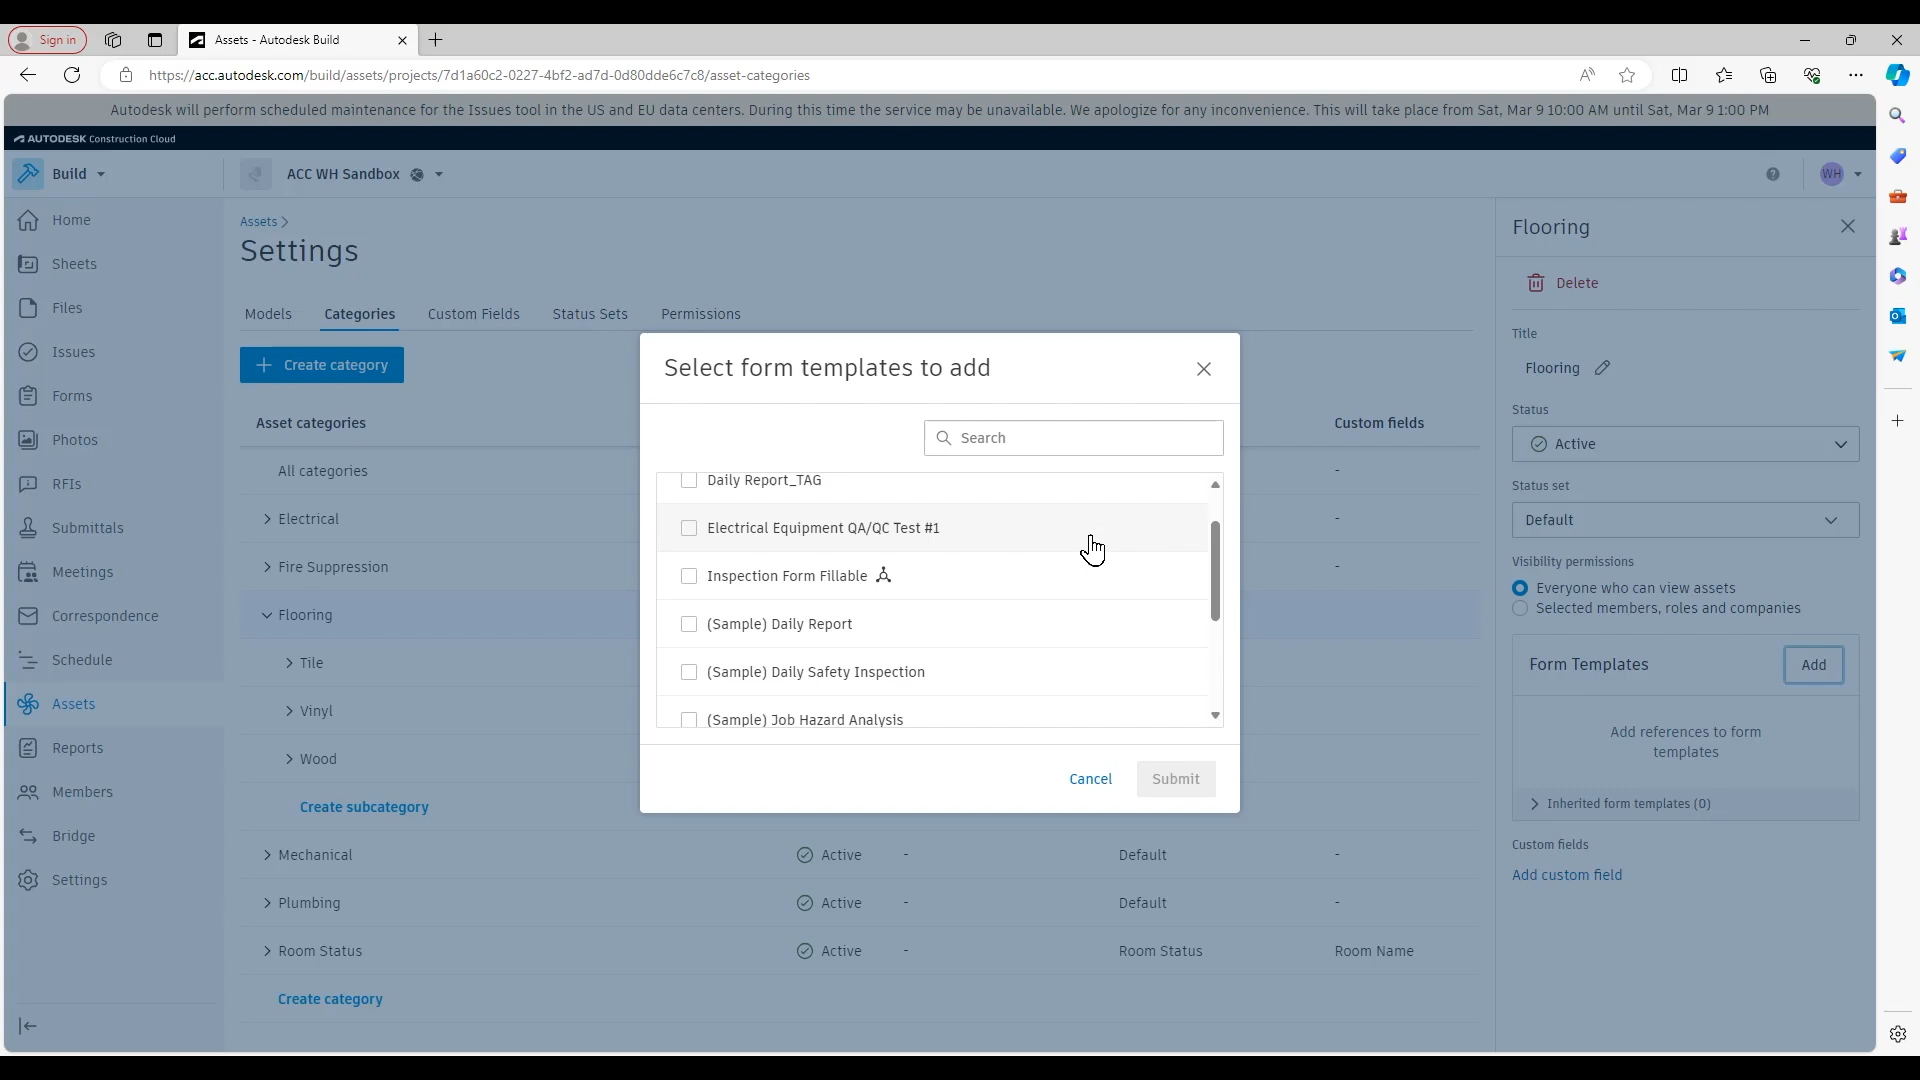 Sign in
Assets - Autodesk Build
https://acc.autodesk.com/build/assets/projects/7d1a60c2-0227-4bf2-ad7d-0d80dde6c7c8/asset-categories
Autodesk will perform scheduled maintenance for the Issues tool in the US and EU data centers. During this time the service may be unavailable. We apologize for any inconvenience. This will take place from Sat, Mar 9 10:00 AM until Sat, Mar 9 1:00 PM
AUTODESK Construction Cloud
Build
ACC WH Sandbox
WH
Home
Sheets
Files
Issues
Forms
Photos
RFIs
Submittals
Meetings
Correspondence
Schedule
Assets
Reports
Members
Bridge
Settings
Assets
Settings
Models
Categories
Custom Fields
Status Sets
Permissions
Create category
Asset categories
Custom fields
All categories
-
Electrical
-
Fire Suppression
-
Flooring
Tile
Vinyl
Wood
Create subcategory
Mechanical
Active
-
Default
-
Plumbing
Active
-
Default
-
Room Status
Active
-
Room Status
Room Name
Create category
Select form templates to add
Search
Daily Report_TAG
Electrical Equipment QA/QC Test #1
Inspection Form Fillable
(Sample) Daily Report
(Sample) Daily Safety Inspection
(Sample) Job Hazard Analysis
Cancel
Submit
Flooring
Delete
Title
Flooring
Status
Active
Status set
Default
Visibility permissions
Everyone who can view assets
Selected members, roles and companies
Form Templates
Add
Add references to form
templates
Inherited form templates (0)
Custom fields
Add custom field